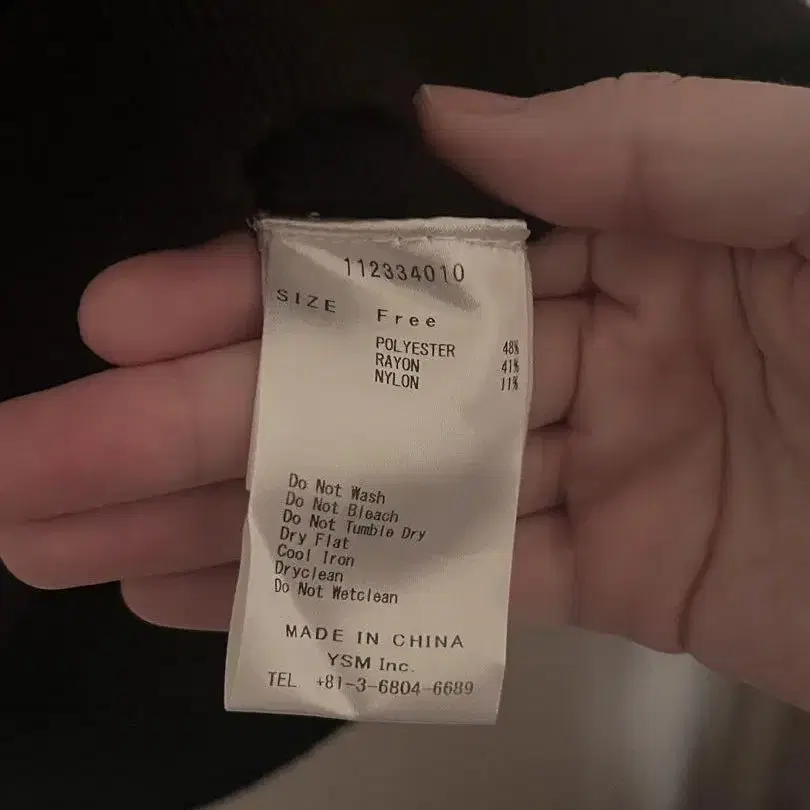 112334010
SIZE Free
POLYESTER 48%
RAYON 41%
NYLON 11%
Do Not Wash
Do Not Bleach
Do Not Tumble Dry
Dry Flat
Cool Iron
Dryclean
Do Not Wetclean
MADE IN CHINA
YSM Inc.
TEL +81-3-6804-6689